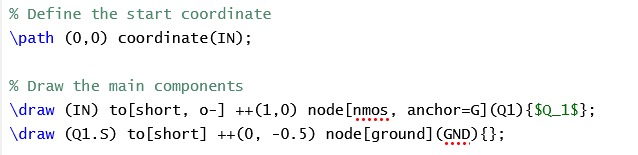 % Define the start coordinate
\path (0,0) coordinate(IN);
% Draw the main components
\draw (IN) to[short, o-] ++(1,0) node[nmos, anchor=G](Q1){$Q_1$};
\draw (Q1.S) to[short] ++(0, -0.5) node[ground](GND){};